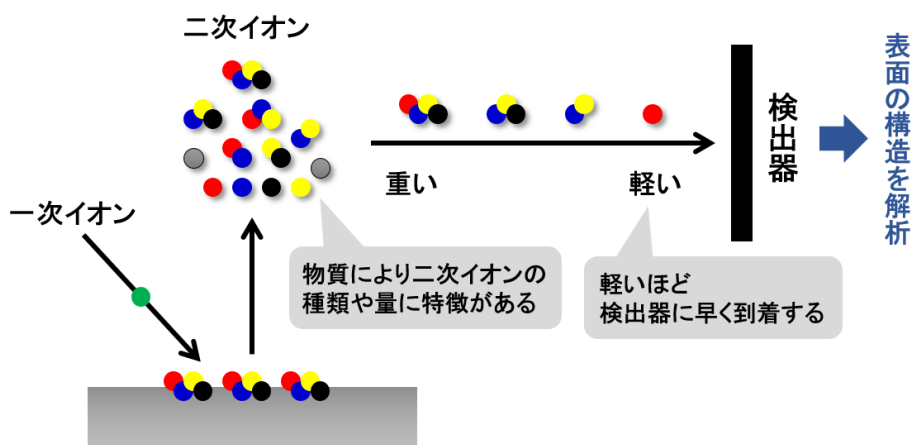 二次イオン
一次イオン
重い
軽い
物質により二次イオンの
種類や量に特徴がある
軽いほど
検出器に早く到着する
検出器
表面の構造を解析